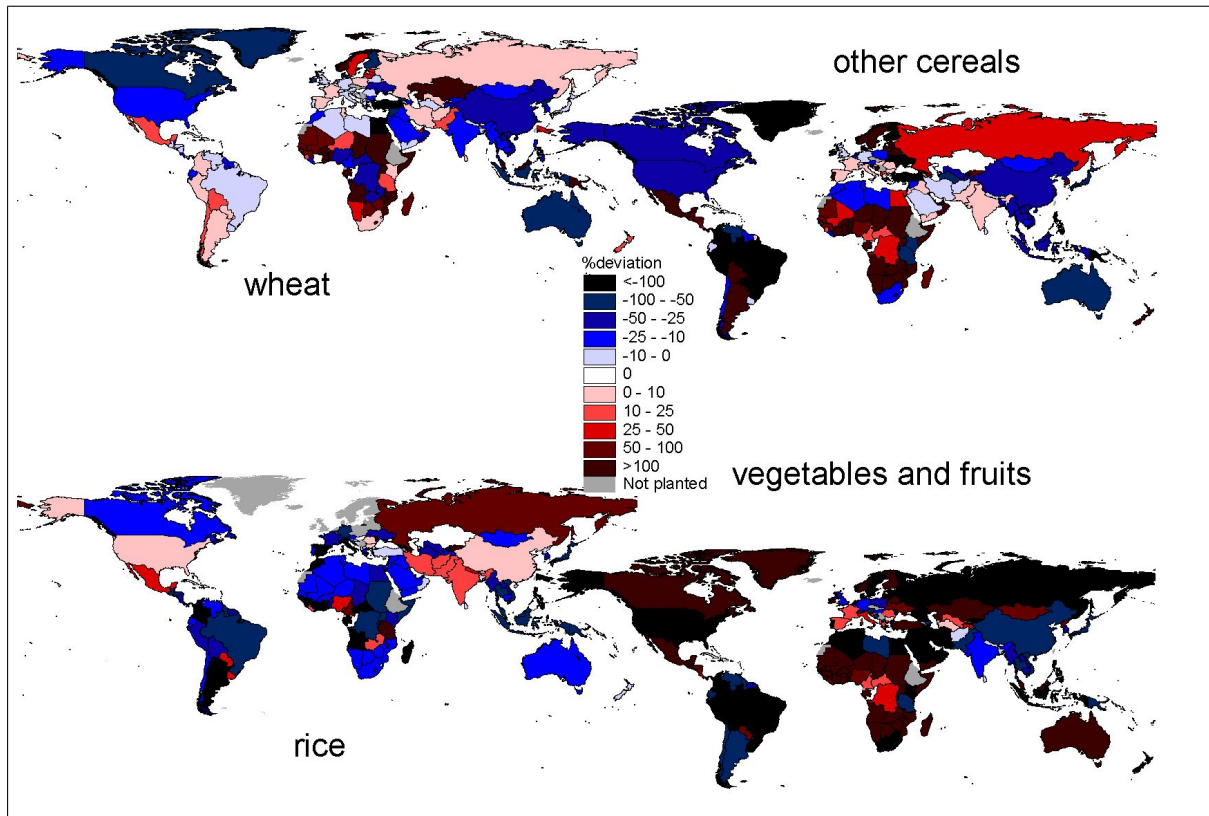 other cereals
wheat
%deviation
<-100
-100 - -50
-50 - -25
-25 - -10
-10 - 0
0
0 - 10
10 - 25
25 - 50
50 - 100
>100
Not planted
vegetables and fruits
rice